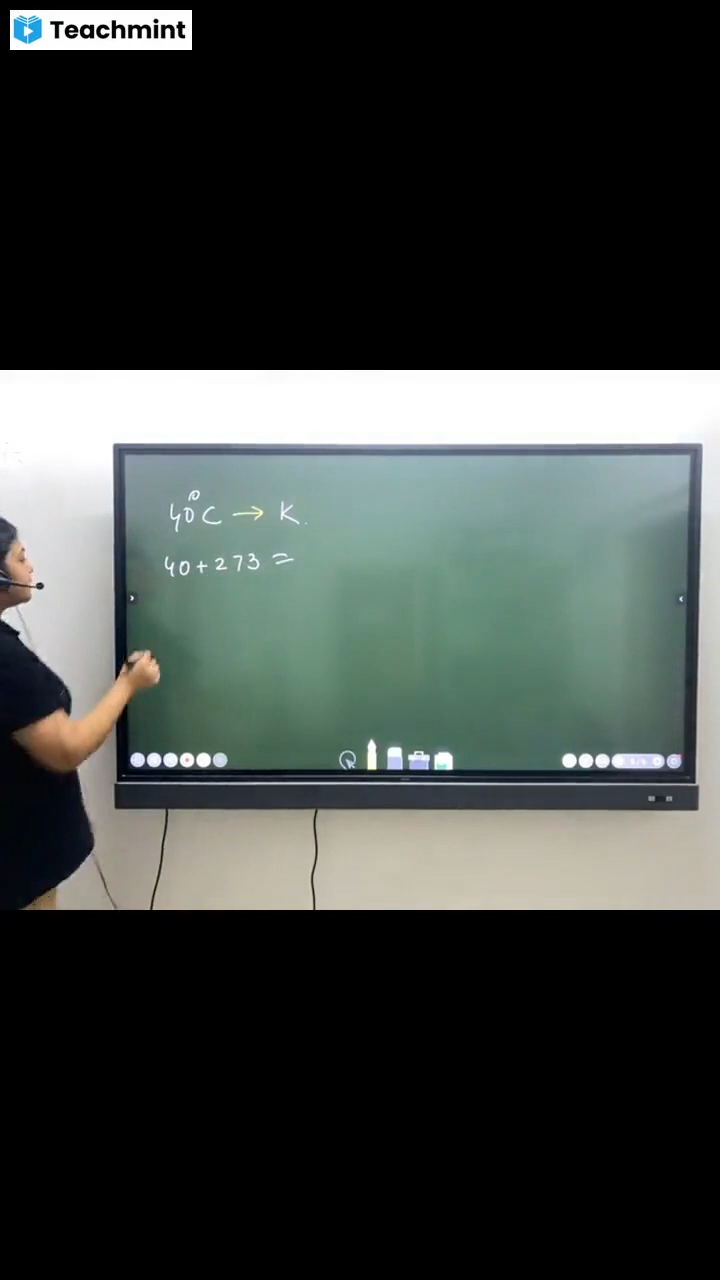 Teachmint
40°C → K.
40+273 =